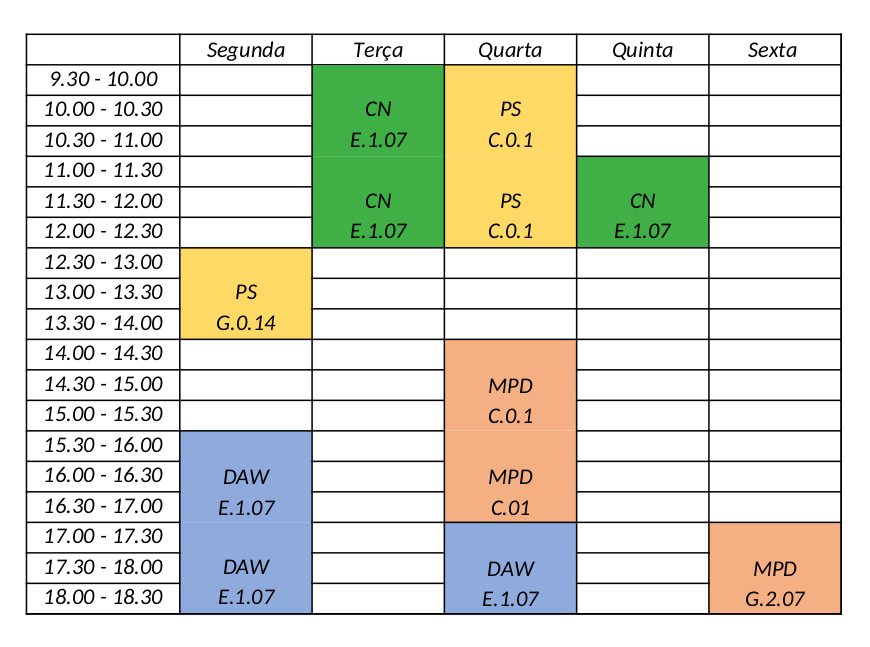 Segunda Terça Quarta Quinta Sexta
9.30 - 10.00
10.00 - 10.30 CN PS
10.30 - 11.00 E.1.07 C.0.1
11.00 - 11.30
11.30 - 12.00 CN PS CN
12.00 - 12.30 E.1.07 C.0.1 E.1.07
12.30 - 13.00
13.00 - 13.30 PS
13.30 - 14.00 G.0.14
14.00 - 14.30
14.30 - 15.00 MPD
15.00 - 15.30 C.0.1
15.30 - 16.00
16.00 - 16.30 DAW MPD
16.30 - 17.00 E.1.07 C.01
17.00 - 17.30
17.30 - 18.00 DAW DAW MPD
18.00 - 18.30 E.1.07 E.1.07 G.2.07